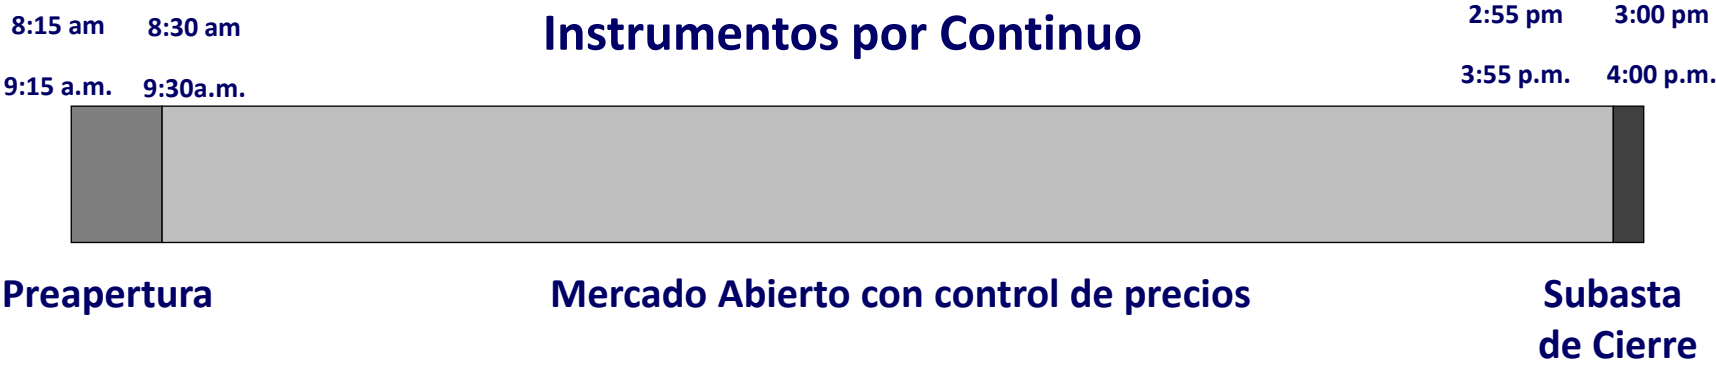 8:15 am 8:30 am Instrumentos por Continuo 2:55 pm 3:00 pm
9:15 a.m. 9:30a.m. 3:55 p.m. 4:00 p.m.
Preapertura Mercado Abierto con control de precios Subasta
de Cierre